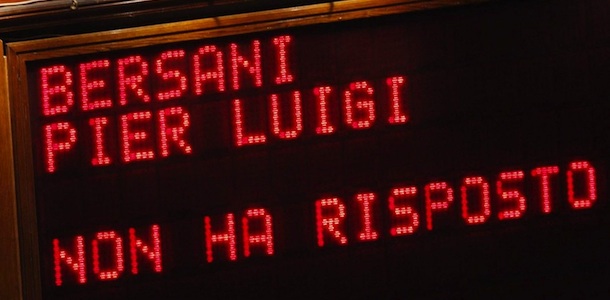 BERSANI
PIER LUIGI
NON HA RISPOSTO